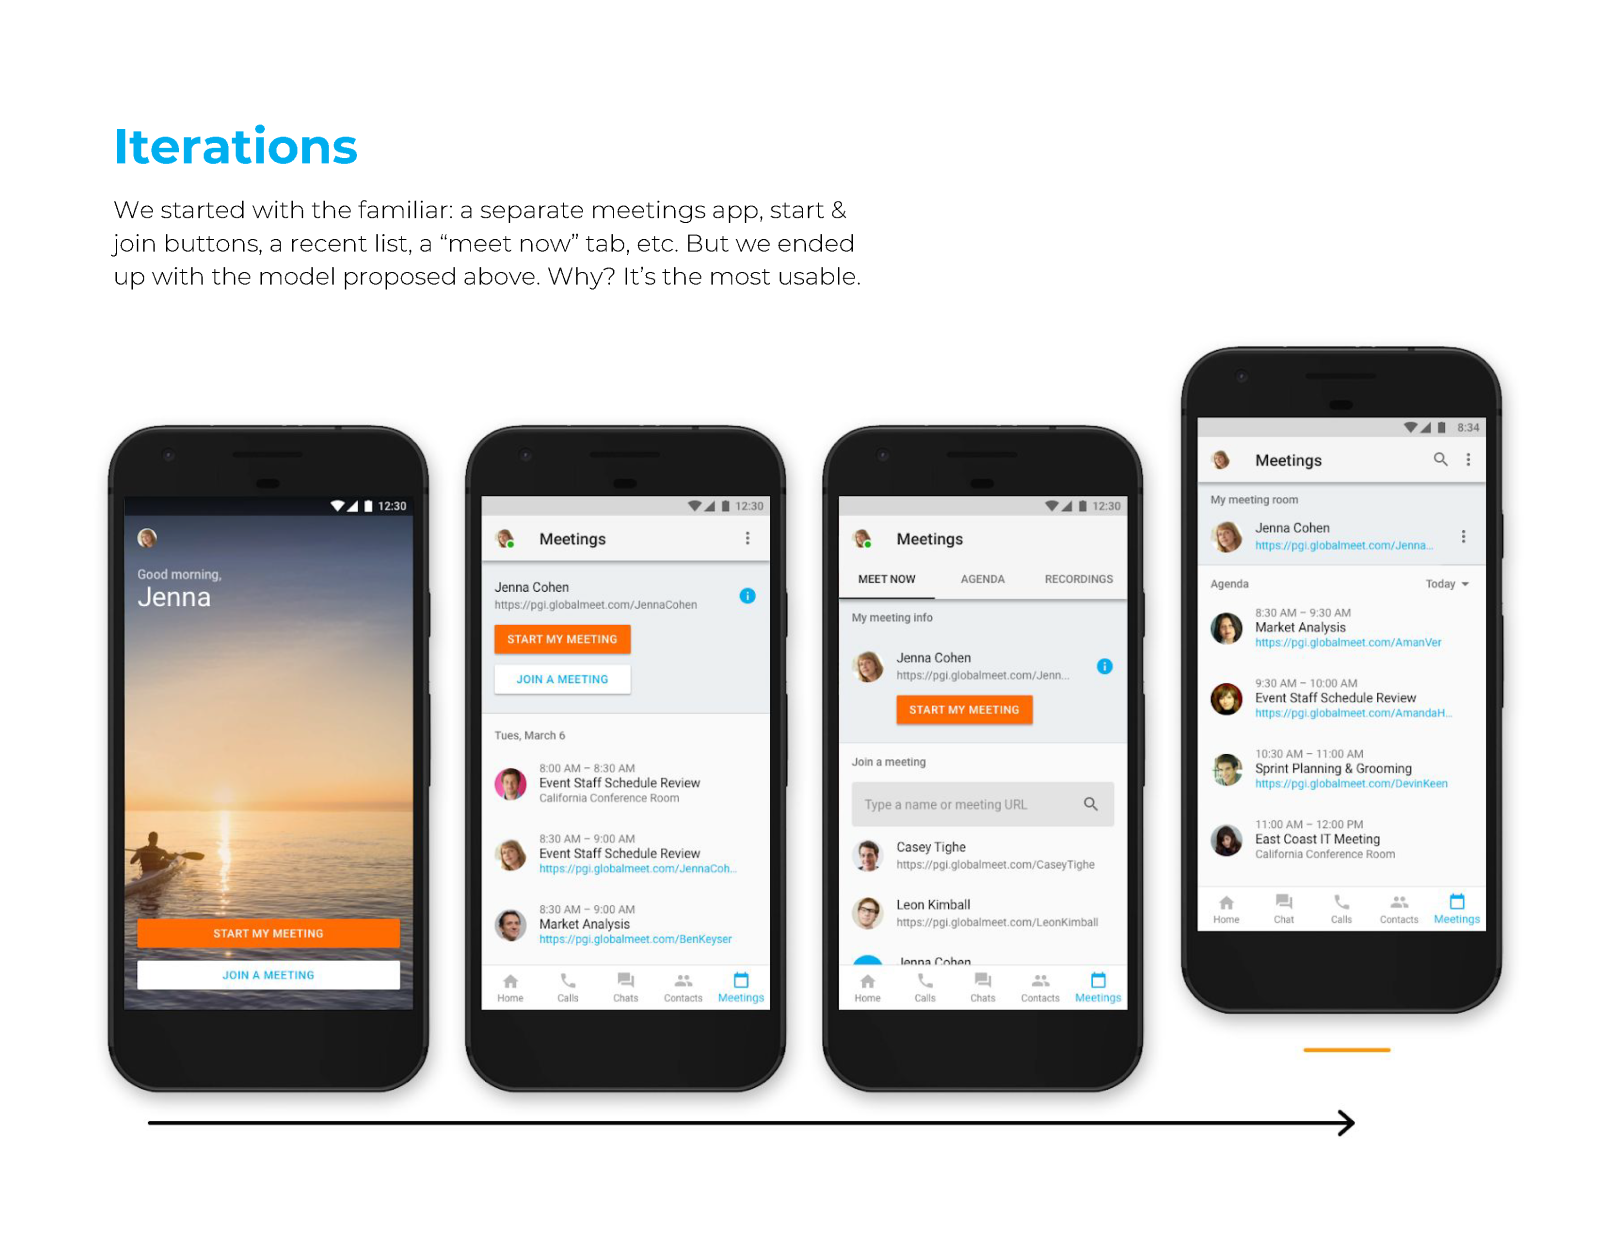 Iterations
We started with the familiar: a separate meetings app, start &
join buttons, a recent list, a “meet now” tab, etc. But we ended
up with the model proposed above. Why? It’s the most usable.
12:30
Good morning,
Jenna
START MY MEETING
JOIN A MEETING
12:30
Meetings
Jenna Cohen
https://pgi.globalmeet.com/JennaCohen
START MY MEETING
JOIN A MEETING
Tues, March 6
8:00 AM – 8:30 AM
Event Staff Schedule Review
California Conference Room
8:30 AM – 9:00 AM
Event Staff Schedule Review
https://pgi.globalmeet.com/JennaCoh...
8:30 AM – 9:00 AM
Market Analysis
https://pgi.globalmeet.com/BenKeyser
Home Calls Chats Contacts Meetings
12:30
Meetings
MEET NOW AGENDA RECORDINGS
My meeting info
Jenna Cohen
https://pgi.globalmeet.com/Jenn...
START MY MEETING
Join a meeting
Type a name or meeting URL
Casey Tighe
https://pgi.globalmeet.com/CaseyTighe
Leon Kimball
https://pgi.globalmeet.com/LeonKimball
Jenna Cohen
Home Calls Chats Contacts Meetings
8:34
Meetings
My meeting room
Jenna Cohen
https://pgi.globalmeet.com/Jenna...
Agenda Today
8:30 AM – 9:30 AM
Market Analysis
https://pgi.globalmeet.com/AmanVer
9:30 AM – 10:00 AM
Event Staff Schedule Review
https://pgi.globalmeet.com/AmandaH...
10:30 AM – 11:00 AM
Sprint Planning & Grooming
https://pgi.globalmeet.com/DevinKeen
11:00 AM – 12:00 PM
East Coast IT Meeting
California Conference Room
Home Chat Calls Contacts Meetings